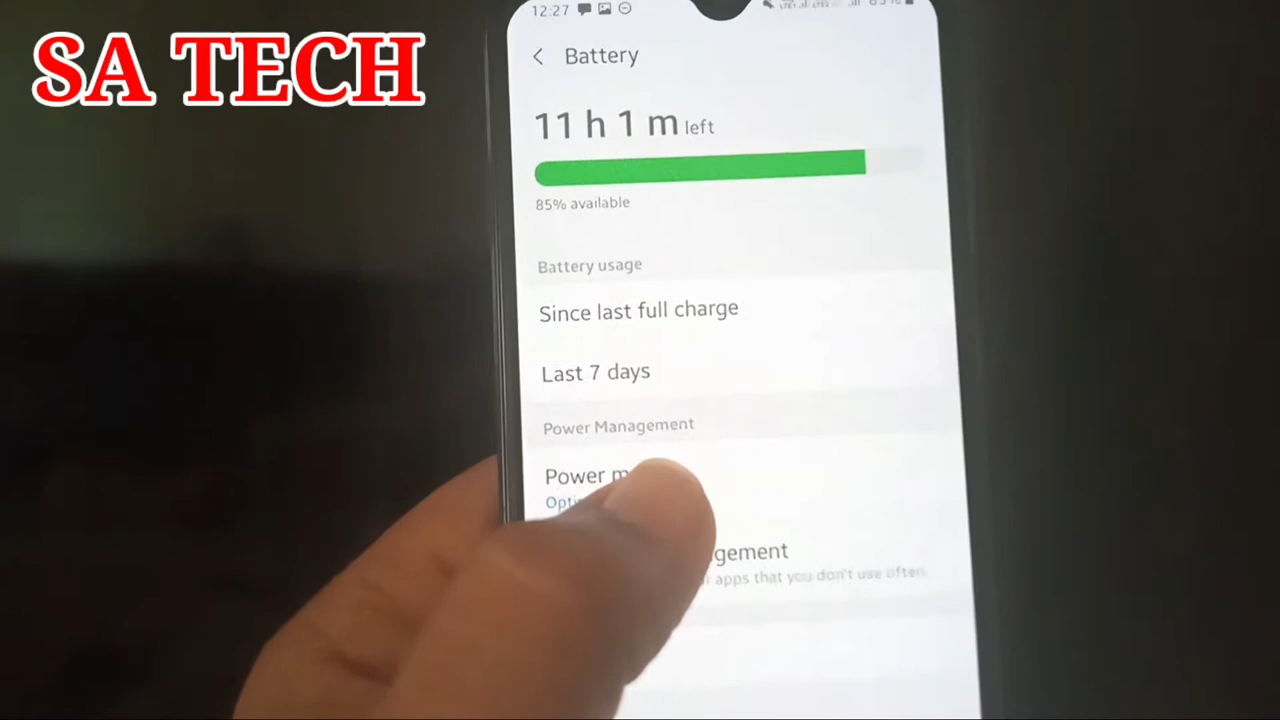 SA TECH
12:27
Battery
11 h 1 m left
85% available
Battery usage
Since last full charge
Last 7 days
Power Management
Power
gement
apps that you don't use often.